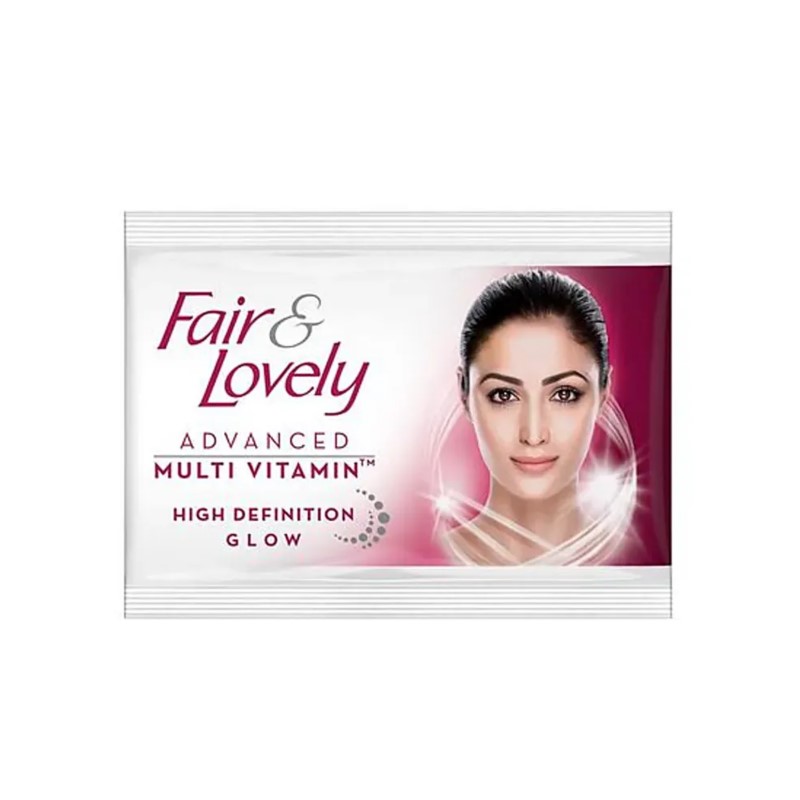 Fair &
Lovely
ADVANCED
MULTI VITAMIN™
HIGH DEFINITION
GLOW